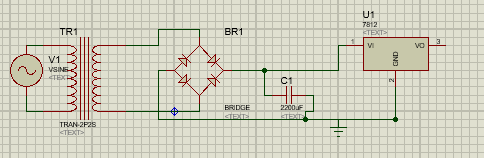 TR1
V1
VSINE
<TEXT>
TRAN-2P2S
<TEXT>
BR1
BRIDGE
<TEXT>
C1
2200uF
<TEXT>
U1
7812
<TEXT>
1
VI
VO
3
GND
2